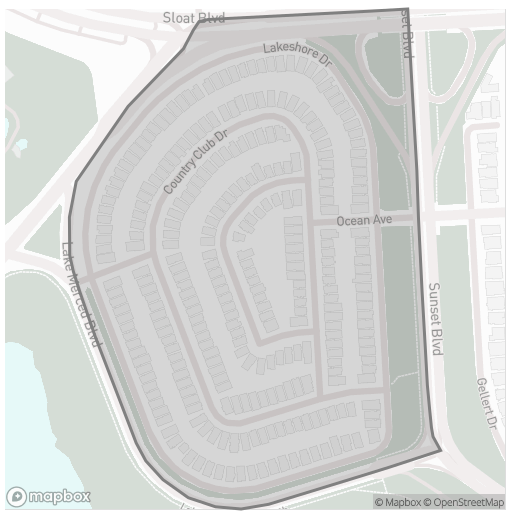 Sloat Blvd
set Blvd
Lakeshore Dr
Country Club Dr
Ocean Ave
Lake Merced Blvd
Sunset Blvd
Gellert Dr
mapbox
© Mapbox © OpenStreetMap